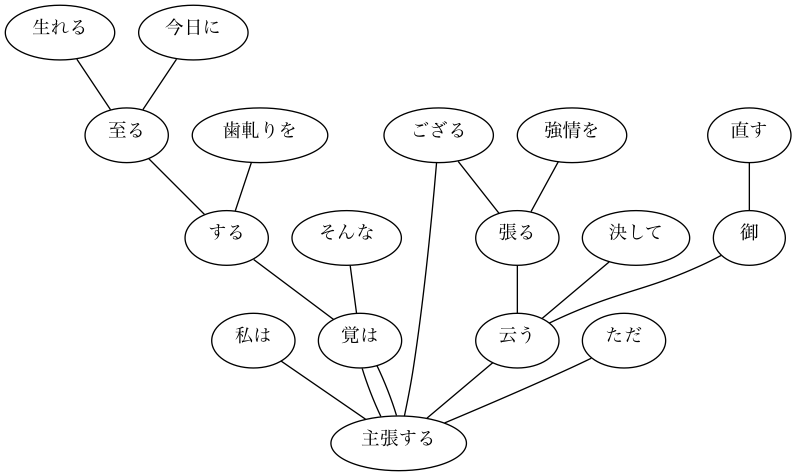 生れる 今日に
至る 歯軋りを ござる 強情を 直す
する そんな 張る 決して 御
私は 覚は 云う ただ
主張する